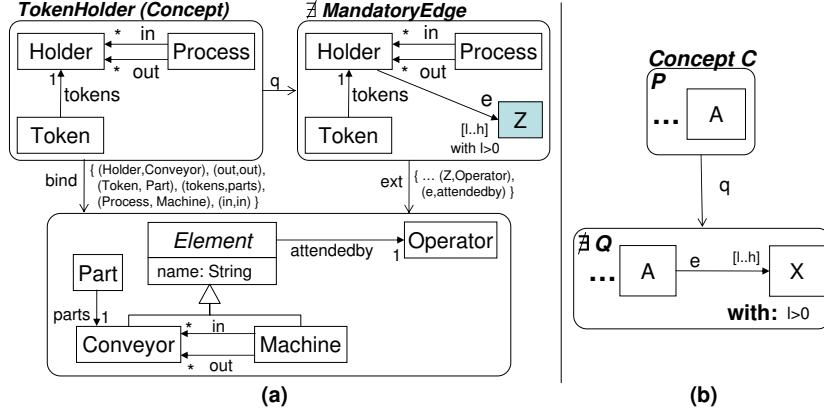 TokenHolder (Concept)
∄ MandatoryEdge
Holder
* in
* out
Process
1
tokens
Token
q
Holder
* in
* out
Process
1
tokens
Token
e
[l..h]
with l>0
Z
bind
{ (Holder,Conveyor), (out,out),
(Token, Part), (tokens,parts),
(Process, Machine), (in,in) }
ext
{ ... (Z,Operator),
(e,attendedby) }
Element
name: String
attendedby
1
Operator
Part
parts
1
Conveyor
* in
* out
Machine
(a)
Concept C
P
... A
q
∄ Q
... A
e
[l..h]
X
with: l>0
(b)